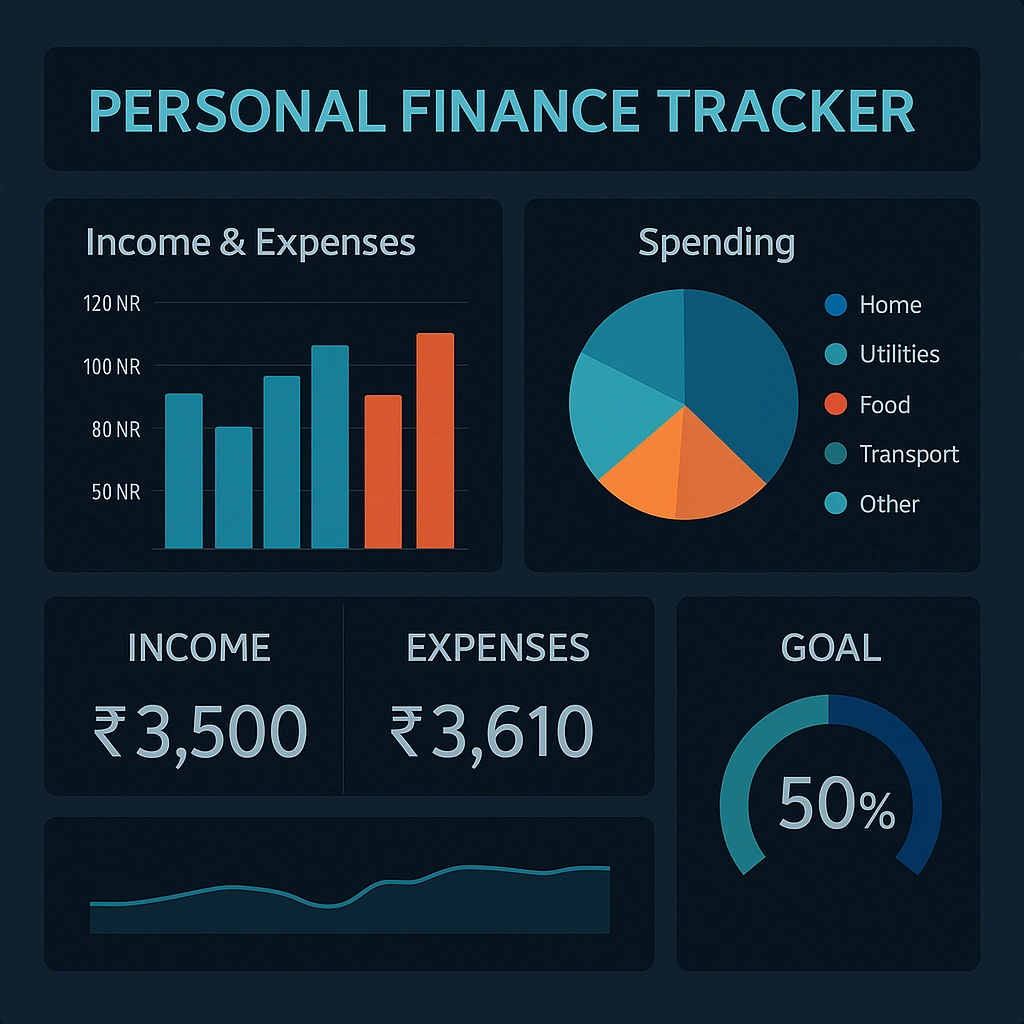 PERSONAL FINANCE TRACKER
Income & Expenses
120 NR
100 NR
80 NR
50 NR
Spending
Home
Utilities
Food
Transport
Other
INCOME
₹3,500
EXPENSES
₹3,610
GOAL
50%